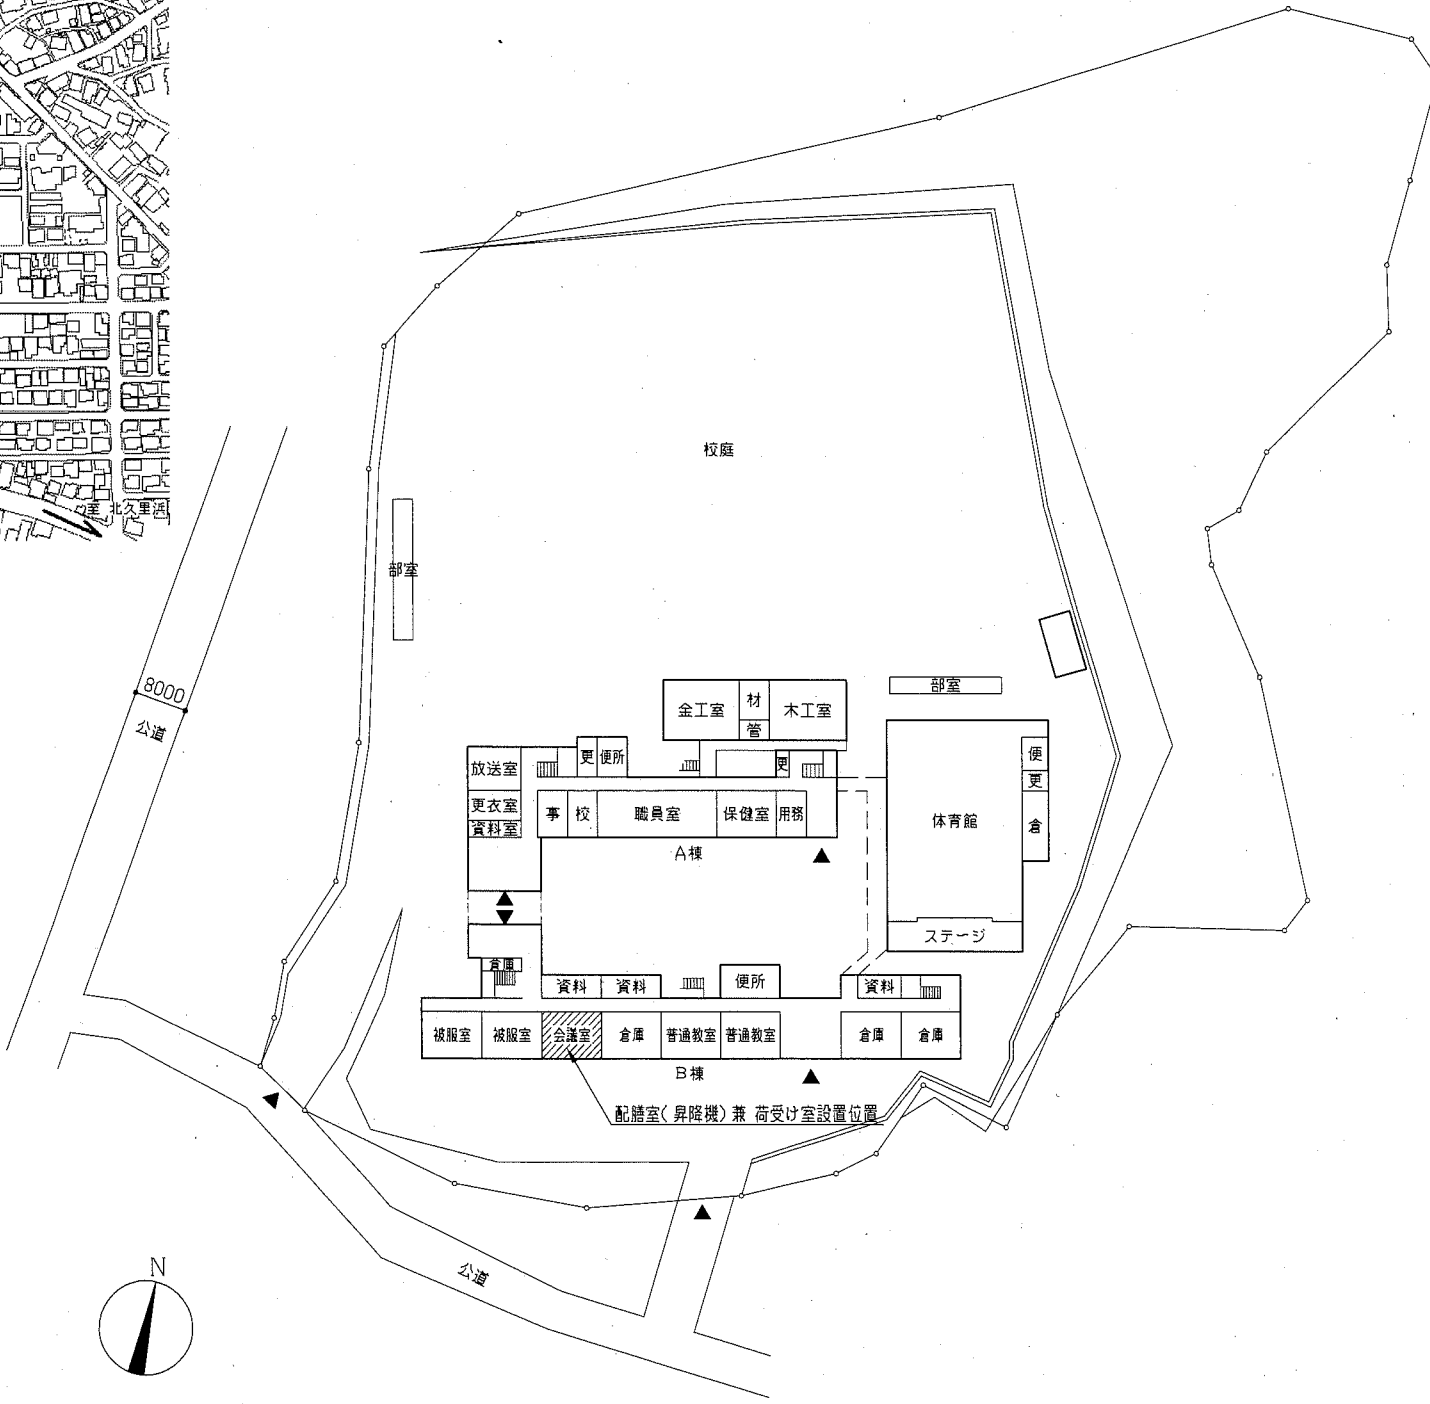 至 北久里浜
校庭
部室
8000
公道
部室
金工室
材
管
木工室
放送室
更
便所
更
便
更
更衣室
資料室
事
校
職員室
保健室
用務
体育館
倉
A棟
ステージ
倉庫
資料
資料
便所
資料
被服室
被服室
会議室
倉庫
普通教室
普通教室
倉庫
倉庫
B棟
配膳室(昇降機)兼 荷受け室設置位置
公道
N